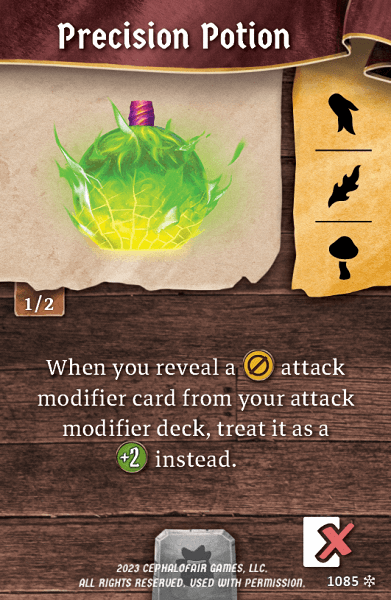 Precision Potion
1/2
When you reveal a attack
modifier card from your attack
modifier deck, treat it as a
+2 instead.
2023 CEPHALOFAIR GAMES, LLC.
ALL RIGHTS RESERVED. USED WITH PERMISSION.
1085